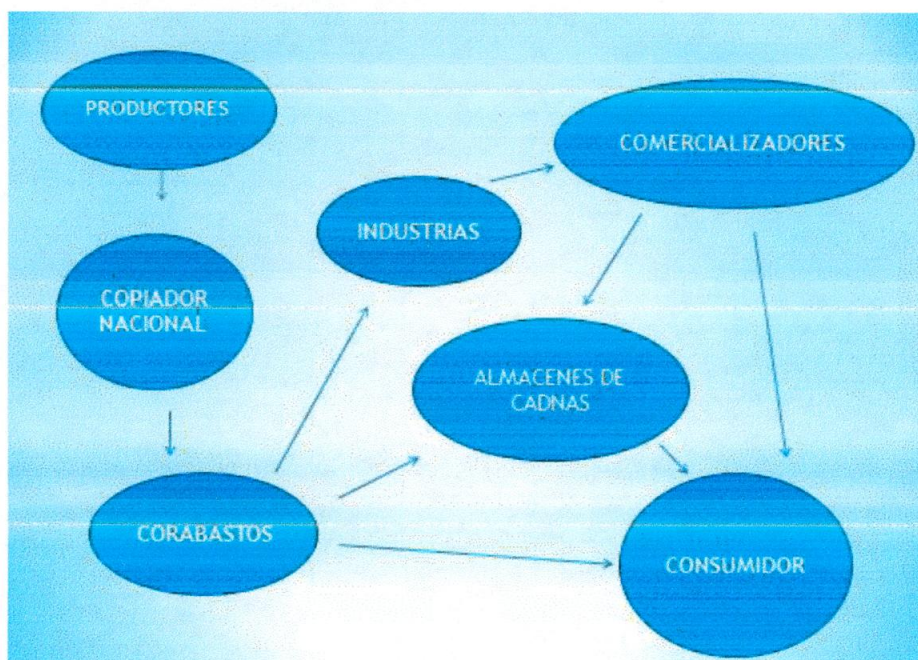 PRODUCTORES
COMERCIALIZADORES
INDUSTRIAS
COPIADOR
NACIONAL
ALMACENES DE
CADNAS
CORABASTOS
CONSUMIDOR